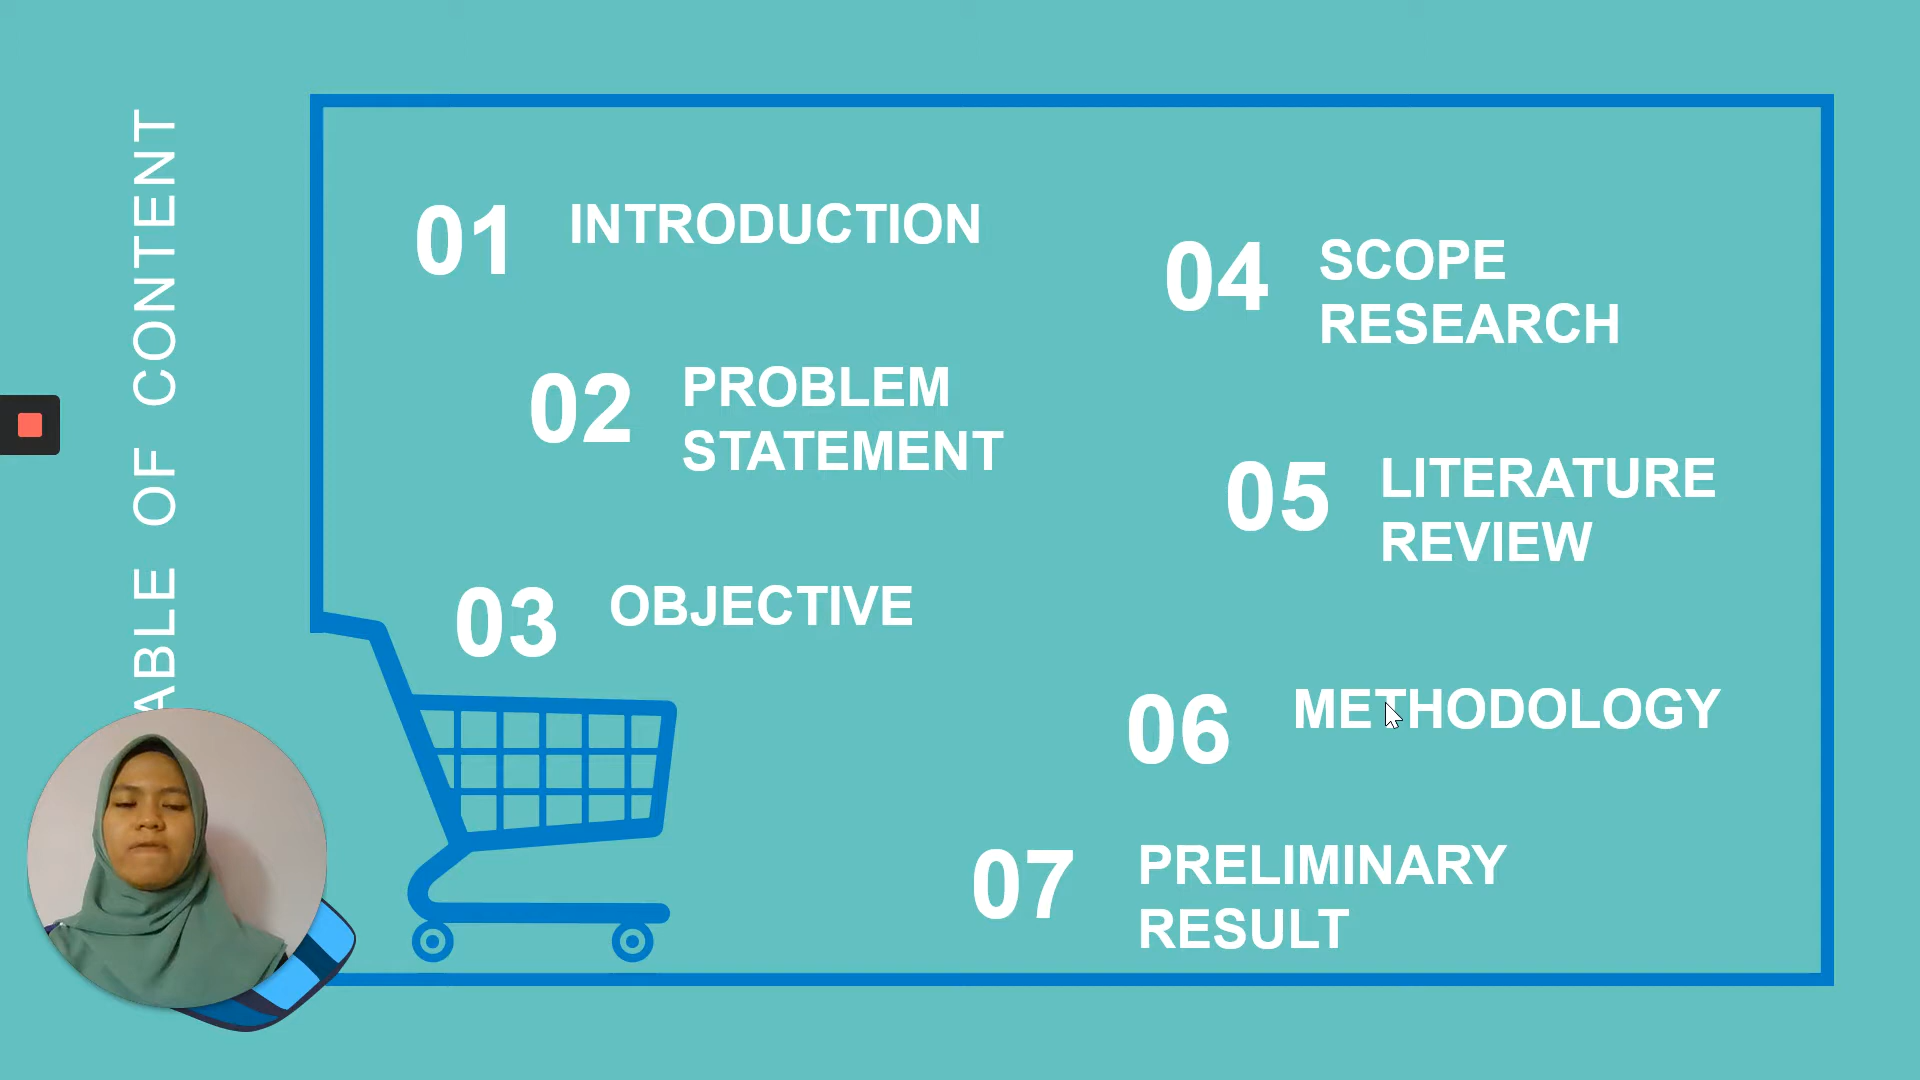 ABLE OF CONTENT
01 INTRODUCTION
02 PROBLEM
STATEMENT
03 OBJECTIVE
04 SCOPE
RESEARCH
05 LITERATURE
REVIEW
06 METHODOLOGY
07 PRELIMINARY
RESULT